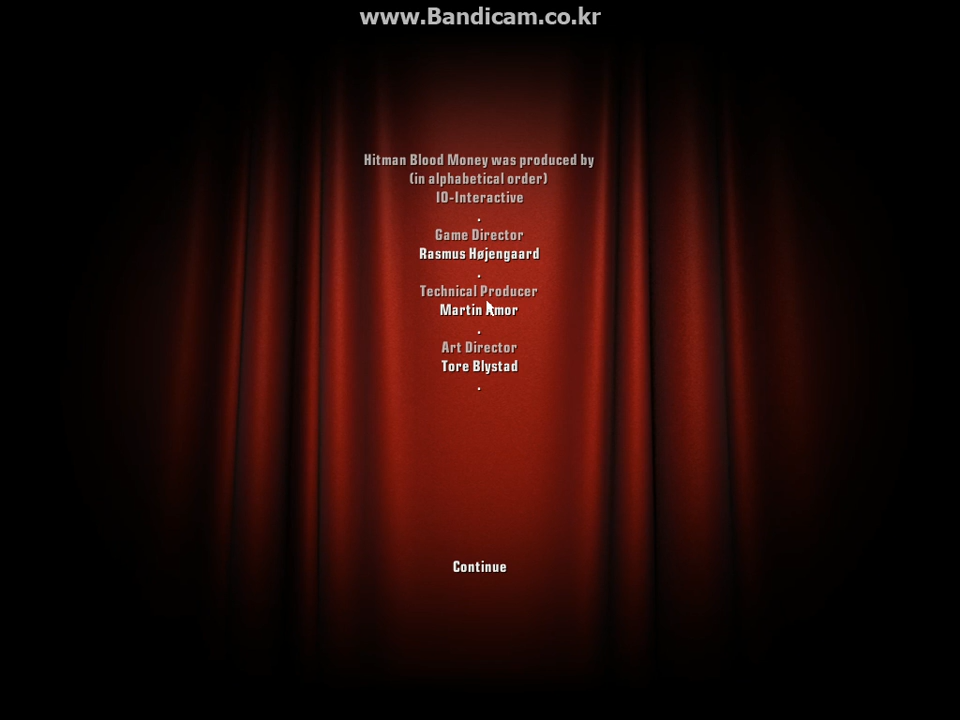 www.Bandicam.co.kr
Hitman Blood Money was produced by
(in alphabetical order)
IO-Interactive
.
Game Director
Rasmus Højengaard
.
Technical Producer
Martin Amor
.
Art Director
Tore Blystad
.
Continue